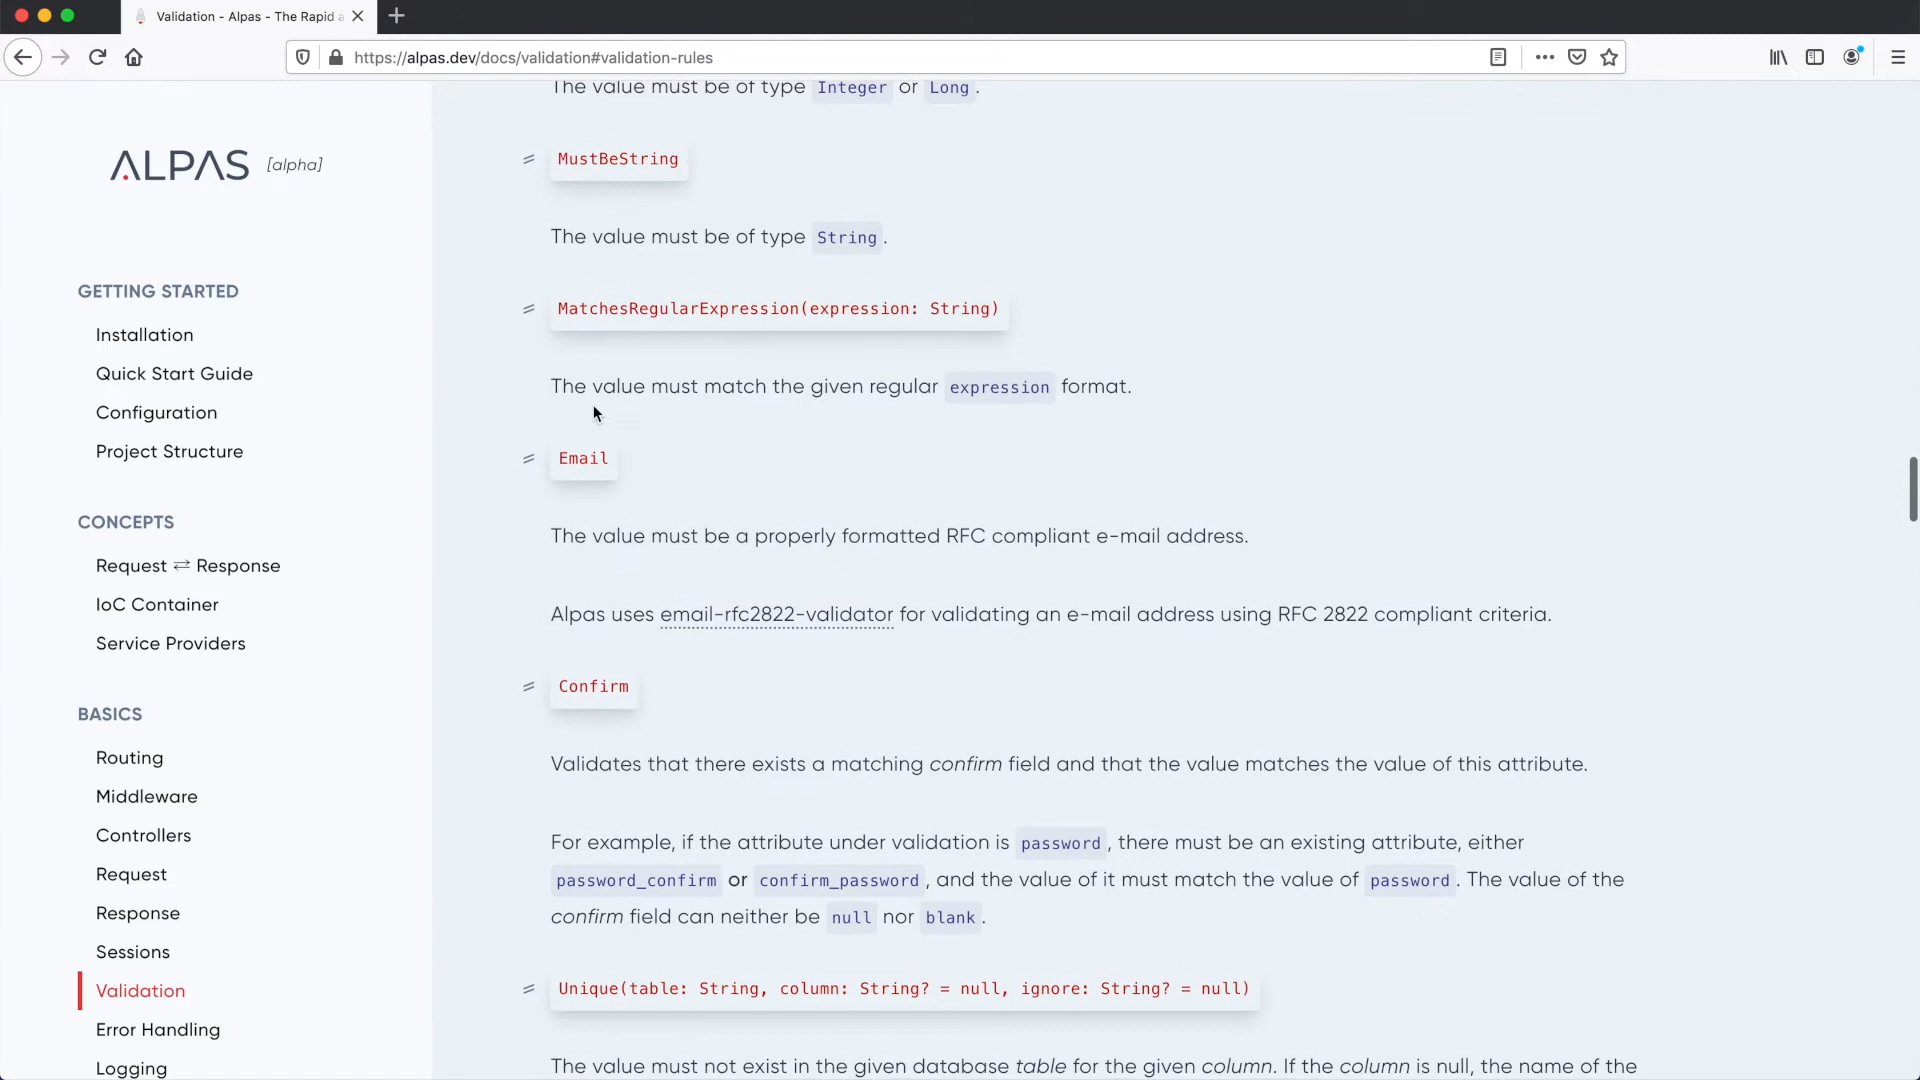 Validation - Alpas - The Rapid a
https://alpas.dev/docs/validation#validation-rules
ALPAS [alpha]
GETTING STARTED
Installation
Quick Start Guide
Configuration
Project Structure
CONCEPTS
Request ⇄ Response
IoC Container
Service Providers
BASICS
Routing
Middleware
Controllers
Request
Response
Sessions
Validation
Error Handling
Logging
The value must be of type Integer or Long.
MustBeString
The value must be of type String.
MatchesRegularExpression(expression: String)
The value must match the given regular expression format.
Email
The value must be a properly formatted RFC compliant e-mail address.
Alpas uses email-rfc2822-validator for validating an e-mail address using RFC 2822 compliant criteria.
Confirm
Validates that there exists a matching confirm field and that the value matches the value of this attribute.
For example, if the attribute under validation is password, there must be an existing attribute, either
password_confirm or confirm_password, and the value of it must match the value of password. The value of the
confirm field can neither be null nor blank.
Unique(table: String, column: String? = null, ignore: String? = null)
The value must not exist in the given database table for the given column. If the column is null, the name of the